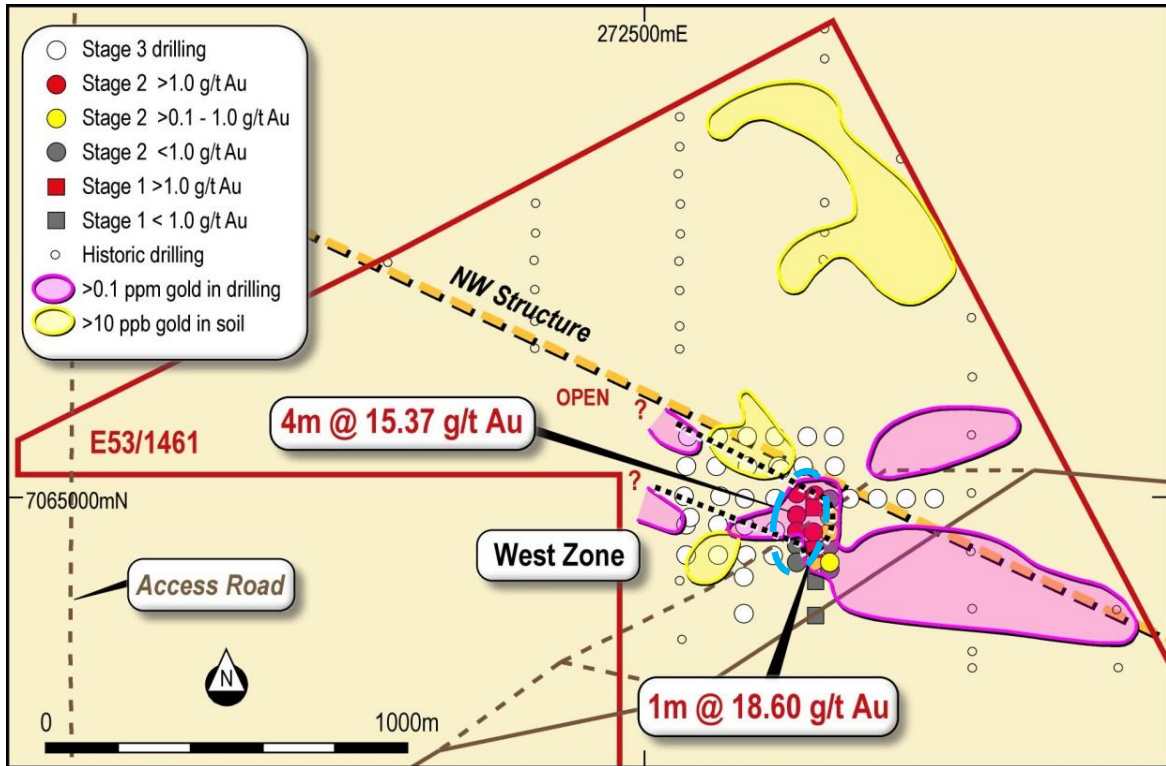 272500mE
Stage 3 drilling
Stage 2 >1.0 g/t Au
Stage 2 >0.1 - 1.0 g/t Au
Stage 2 <1.0 g/t Au
Stage 1 >1.0 g/t Au
Stage 1 < 1.0 g/t Au
Historic drilling
>0.1 ppm gold in drilling
>10 ppb gold in soil
NW Structure
OPEN ?
4m @ 15.37 g/t Au
E53/1461
?
7065000mN
West Zone
Access Road
N
1m @ 18.60 g/t Au
0 1000m